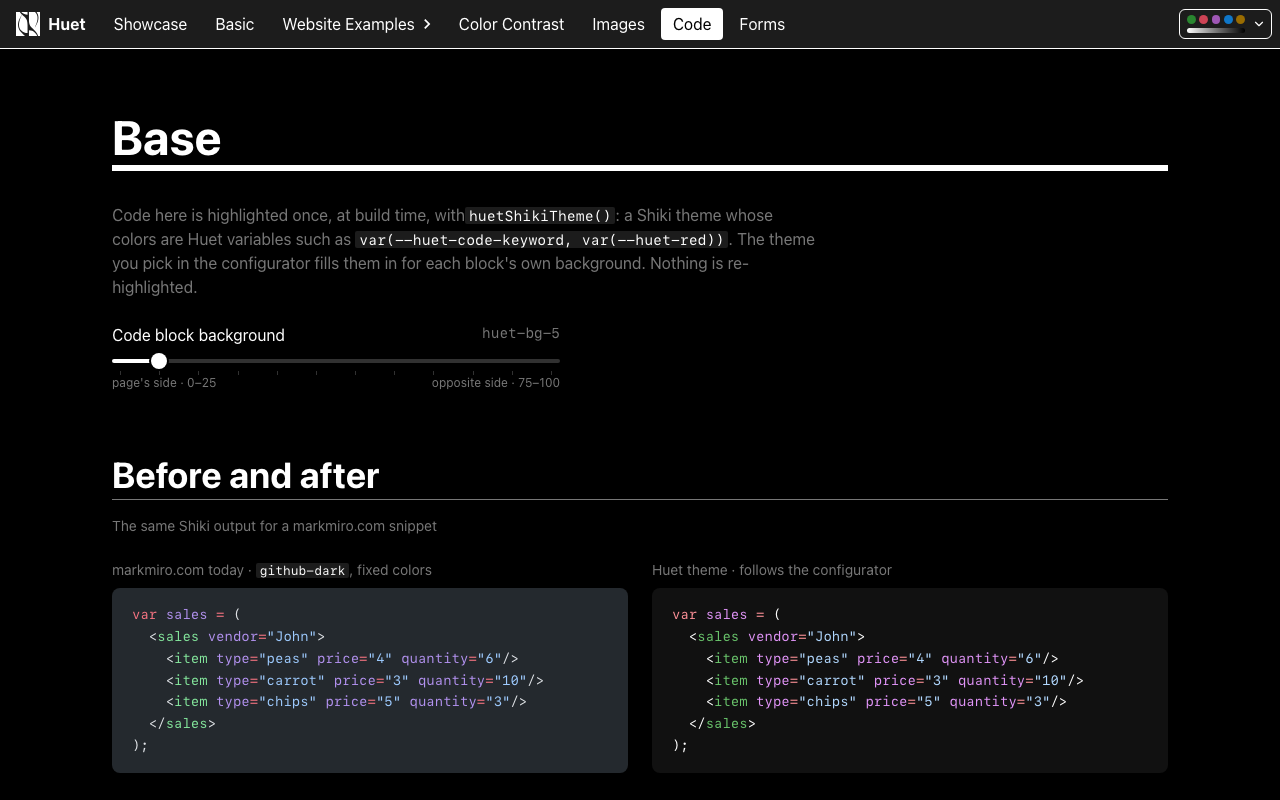 Huet Showcase Basic Website Examples Color Contrast Images Code Forms
Base
Code here is highlighted once, at build time, with huetShikiTheme() : a Shiki theme whose
colors are Huet variables such as var(--huet-code-keyword, var(--huet-red)) . The theme
you pick in the configurator fills them in for each block's own background. Nothing is re-
highlighted.
Code block background huet-bg-5
page's side · 0–25 opposite side · 75–100
Before and after
The same Shiki output for a markmiro.com snippet
markmiro.com today · github-dark, fixed colors
var sales = (
  <sales vendor="John">
    <item type="peas" price="4" quantity="6"/>
    <item type="carrot" price="3" quantity="10"/>
    <item type="chips" price="5" quantity="3"/>
  </sales>
);
Huet theme · follows the configurator
var sales = (
  <sales vendor="John">
    <item type="peas" price="4" quantity="6"/>
    <item type="carrot" price="3" quantity="10"/>
    <item type="chips" price="5" quantity="3"/>
  </sales>
);